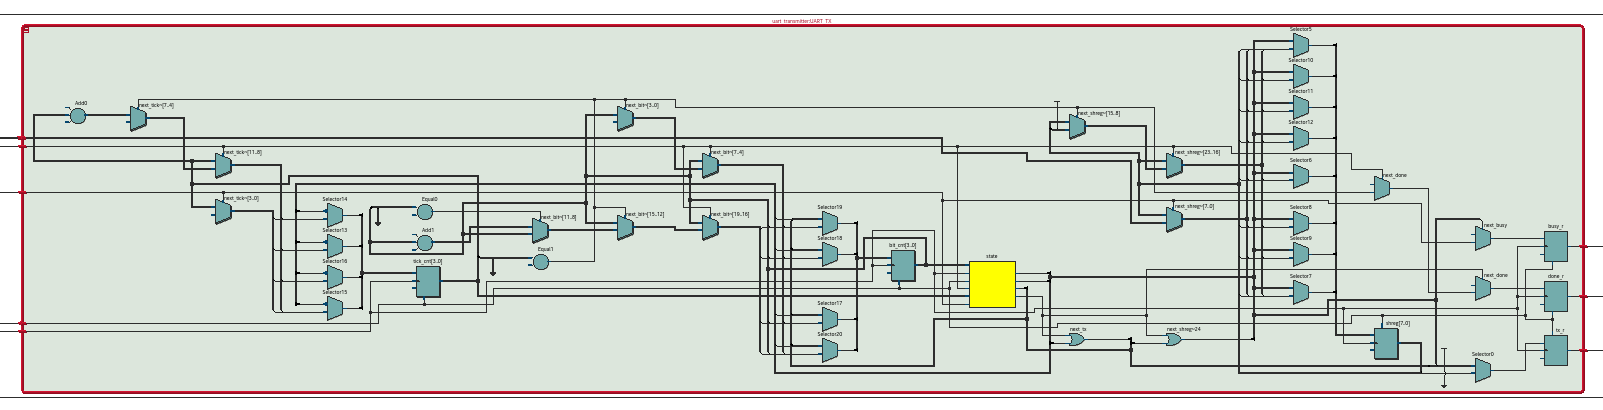 uart_transmitter:UART_TX
Selector5
Selector10
Selector11
Selector12
Selector6
Selector8
Selector9
Selector7
Add0
next_tick~[7..4]
next_tick~[11..8]
next_tick~[3..0]
Selector14
Selector13
Selector16
Selector15
Equal0
Add1
tick_cnt[3..0]
next_bit~[11..8]
Equal1
next_bit~[3..0]
next_bit~[7..4]
next_bit~[15..12]
next_bit~[19..16]
Selector19
Selector18
Selector17
Selector20
bit_cnt[3..0]
state
next_shreg~[15..8]
next_shreg~[23..16]
next_shreg~[7..0]
next_tx
next_shreg~24
next_done
next_busy
next_done
shreg[7..0]
Selector0
busy_r
done_r
tx_r